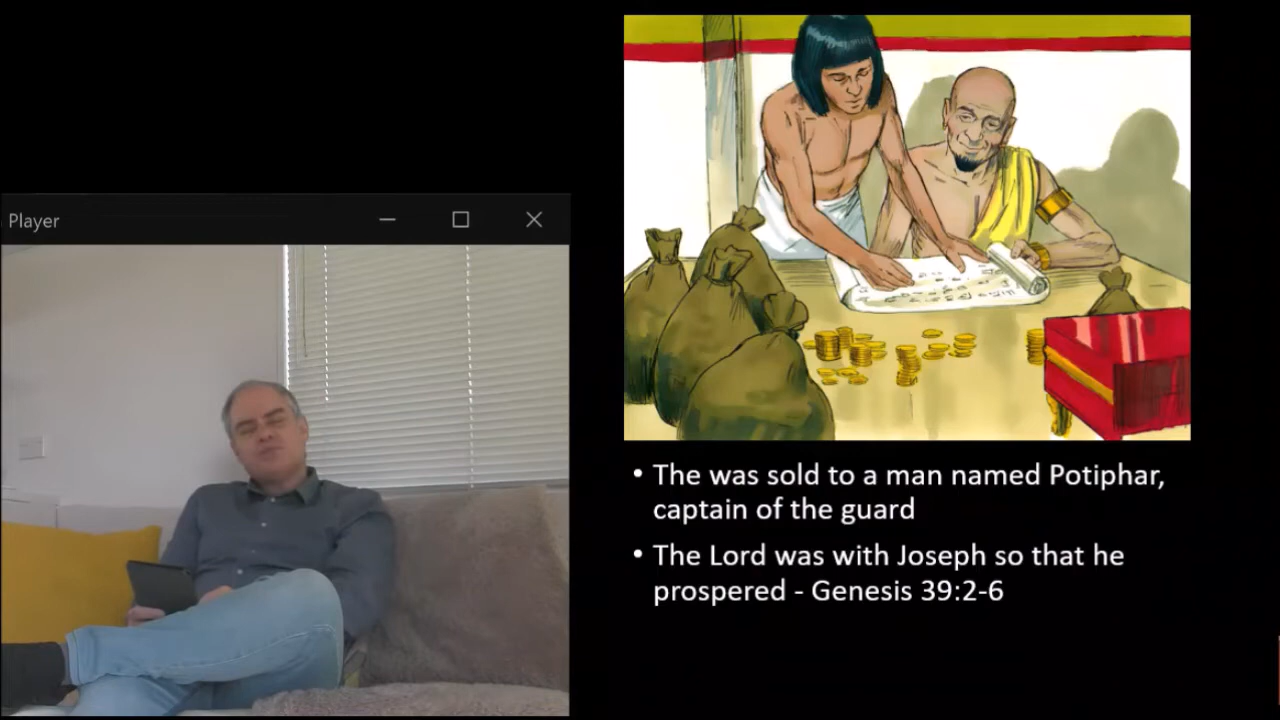 Player
• The was sold to a man named Potiphar,
captain of the guard
• The Lord was with Joseph so that he
prospered - Genesis 39:2-6